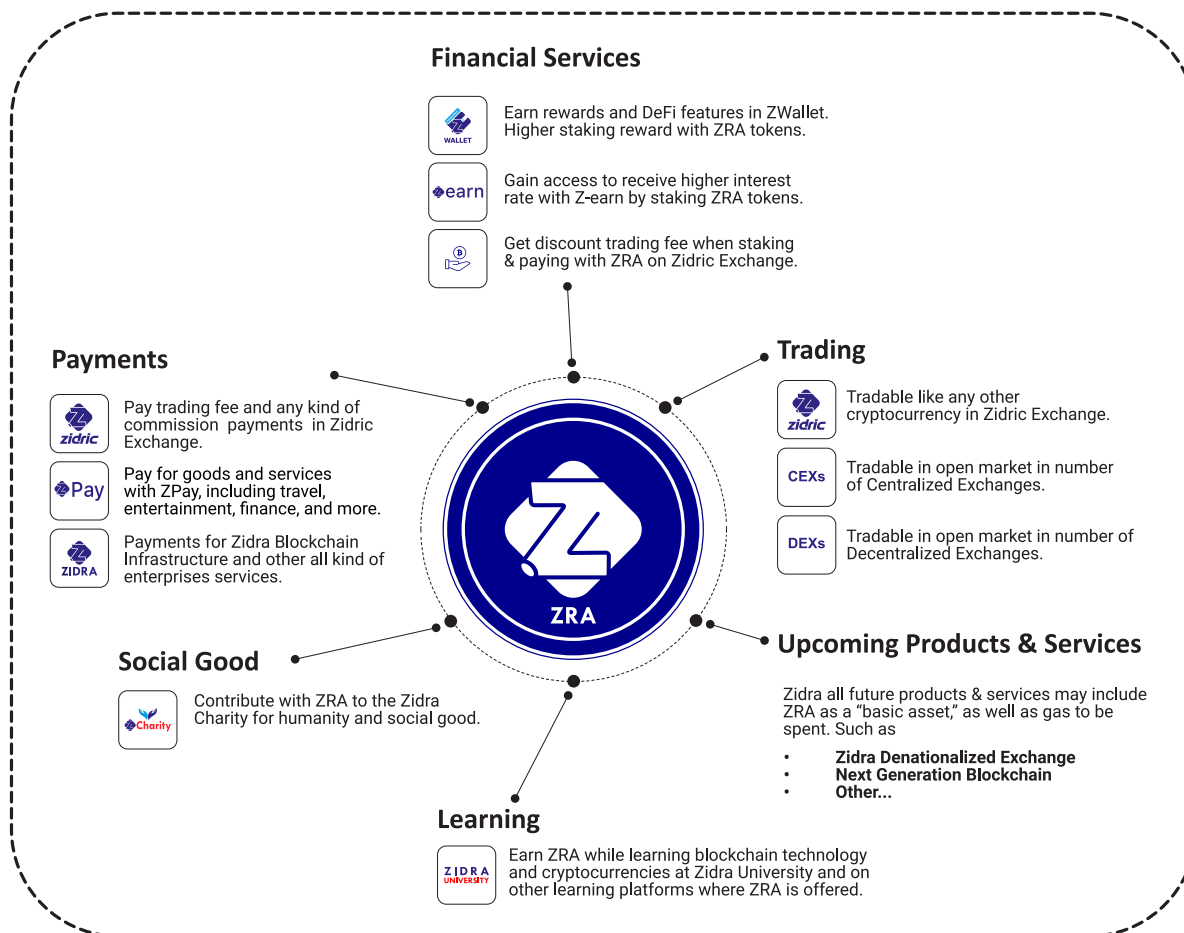 Financial Services
WALLET
Earn rewards and DeFi features in ZWallet.
Higher staking reward with ZRA tokens.
earn
Gain access to receive higher interest
rate with Z-earn by staking ZRA tokens.
Get discount trading fee when staking
& paying with ZRA on Zidric Exchange.
Payments
zidric
Pay trading fee and any kind of
commission payments in Zidric
Exchange.
Pay
Pay for goods and services
with ZPay, including travel,
entertainment, finance, and more.
ZIDRA
Payments for Zidra Blockchain
Infrastructure and other all kind of
enterprises services.
Trading
zidric
Tradable like any other
cryptocurrency in Zidric Exchange.
CEXs
Tradable in open market in number
of Centralized Exchanges.
DEXs
Tradable in open market in number of
Decentralized Exchanges.
ZRA
Social Good
Charity
Contribute with ZRA to the Zidra
Charity for humanity and social good.
Upcoming Products & Services
Zidra all future products & services may include
ZRA as a “basic asset,” as well as gas to be
spent. Such as
• Zidra Denationalized Exchange
• Next Generation Blockchain
• Other...
Learning
ZIDRA
UNIVERSITY
Earn ZRA while learning blockchain technology
and cryptocurrencies at Zidra University and on
other learning platforms where ZRA is offered.